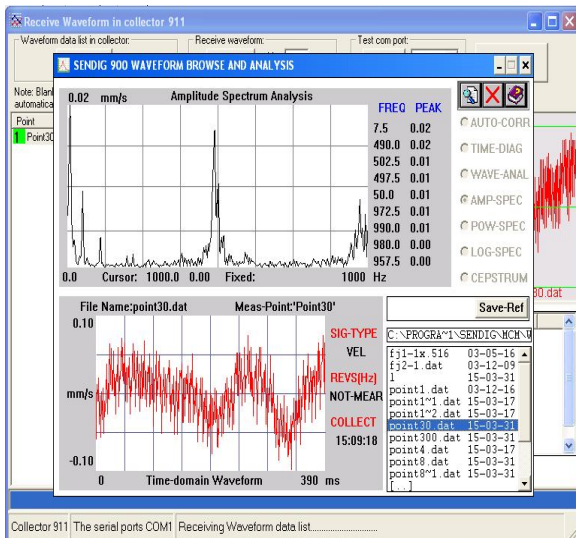 Receive Waveform in collector 911
Waveform data list in collector:
Receive waveform:
Test com port:
SENDIG 900 WAVEFORM BROWSE AND ANALYSIS
Note: Blank
automatica
Point
1 Point30
0.02 mm/s Amplitude Spectrum Analysis
FREQ PEAK
7.5 0.02
490.0 0.02
502.5 0.01
497.5 0.01
50.0 0.01
972.5 0.01
990.0 0.01
980.0 0.00
957.5 0.00
0.0 Cursor: 1000.0 0.00 Fixed: 1000 Hz
AUTO-CORR
TIME-DIAG
WAVE-ANAL
AMP-SPEC
POW-SPEC
LOG-SPEC
CEPSTRUM
30.dat
File Name:point30.dat Meas-Point:'Point30'
0.10
mm/s
-0.10
0 Time-domain Waveform 390 ms
SIG-TYPE
VEL
REVS(Hz)
NOT-MEAR
COLLECT
15:09:18
Save-Ref
C:\PROGRA~1\SENDIG\MCM\W
fj1-1x.516 03-05-16
fj2-1.dat 03-12-09
l 15-03-31
point1.dat 03-12-16
point1~1.dat 15-03-17
point1~2.dat 15-03-17
point30.dat 15-03-31
point300.dat 15-03-31
point4.dat 15-03-17
point8.dat 15-03-31
point8~1.dat 15-03-31
[..]
Collector 911 The serial ports COM1 Receiving Waveform data list..............................